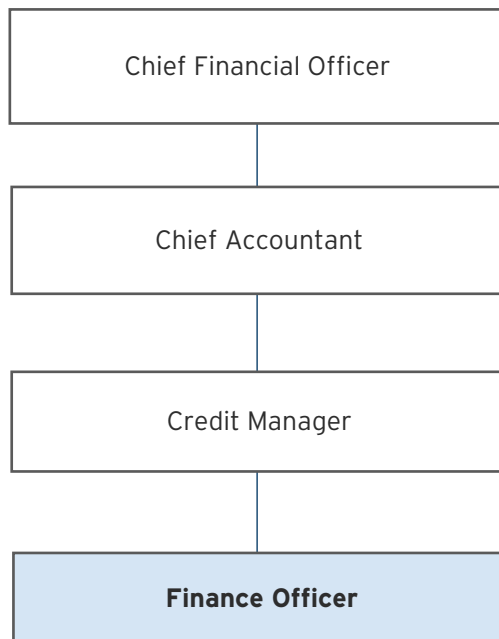 Chief Financial Officer
Chief Accountant
Credit Manager
Finance Officer